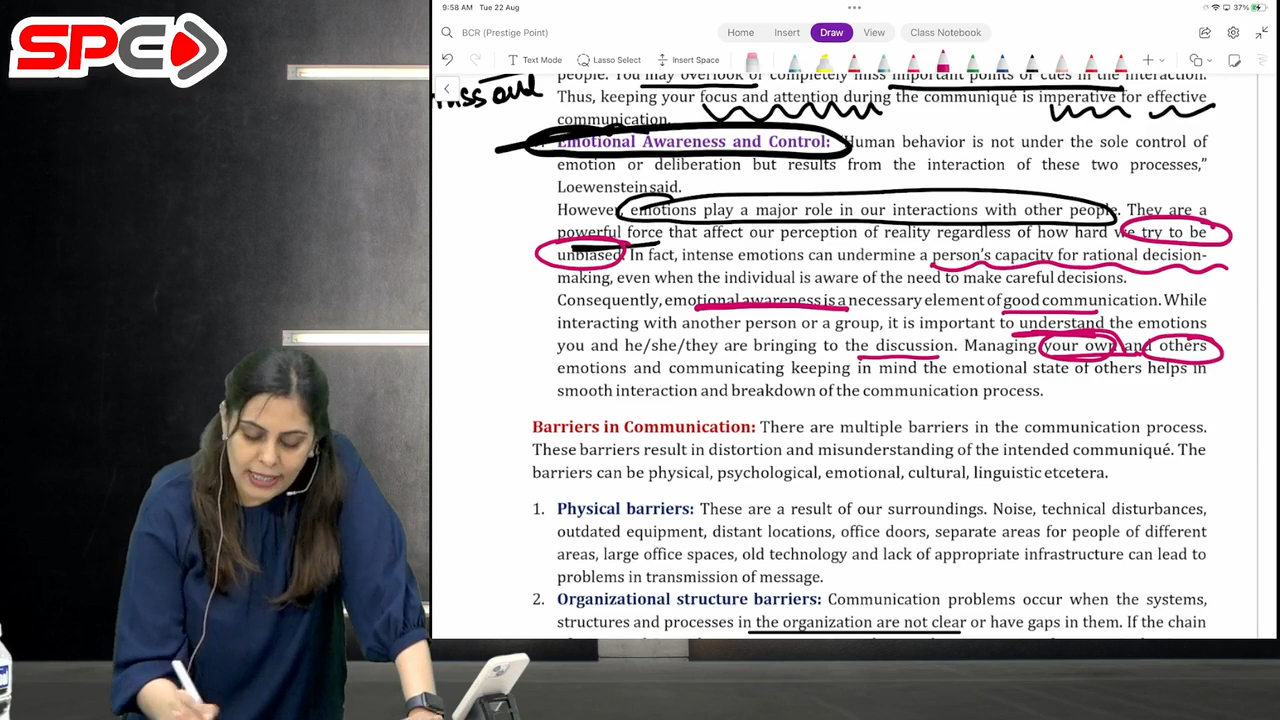 SPC
9:58 AM Tue 22 Aug
37%
BCR (Prestige Point)
Home Insert Draw View Class Notebook
Text Mode Lasso Select Insert Space
people. You may overlook or completely miss important points or cues in the interaction.
miss out
Thus, keeping your focus and attention during the communiqué is imperative for effective
communication.
Emotional Awareness and Control: "Human behavior is not under the sole control of
emotion or deliberation but results from the interaction of these two processes,"
Loewenstein said.
However, emotions play a major role in our interactions with other people. They are a
powerful force that affect our perception of reality regardless of how hard we try to be
unbiased. In fact, intense emotions can undermine a person's capacity for rational decision-
making, even when the individual is aware of the need to make careful decisions.
Consequently, emotional awareness is a necessary element of good communication. While
interacting with another person or a group, it is important to understand the emotions
you and he/she/they are bringing to the discussion. Managing your own and others
emotions and communicating keeping in mind the emotional state of others helps in
smooth interaction and breakdown of the communication process.
Barriers in Communication: There are multiple barriers in the communication process.
These barriers result in distortion and misunderstanding of the intended communiqué. The
barriers can be physical, psychological, emotional, cultural, linguistic etcetera.
1. Physical barriers: These are a result of our surroundings. Noise, technical disturbances,
outdated equipment, distant locations, office doors, separate areas for people of different
areas, large office spaces, old technology and lack of appropriate infrastructure can lead to
problems in transmission of message.
2. Organizational structure barriers: Communication problems occur when the systems,
structures and processes in the organization are not clear or have gaps in them. If the chain